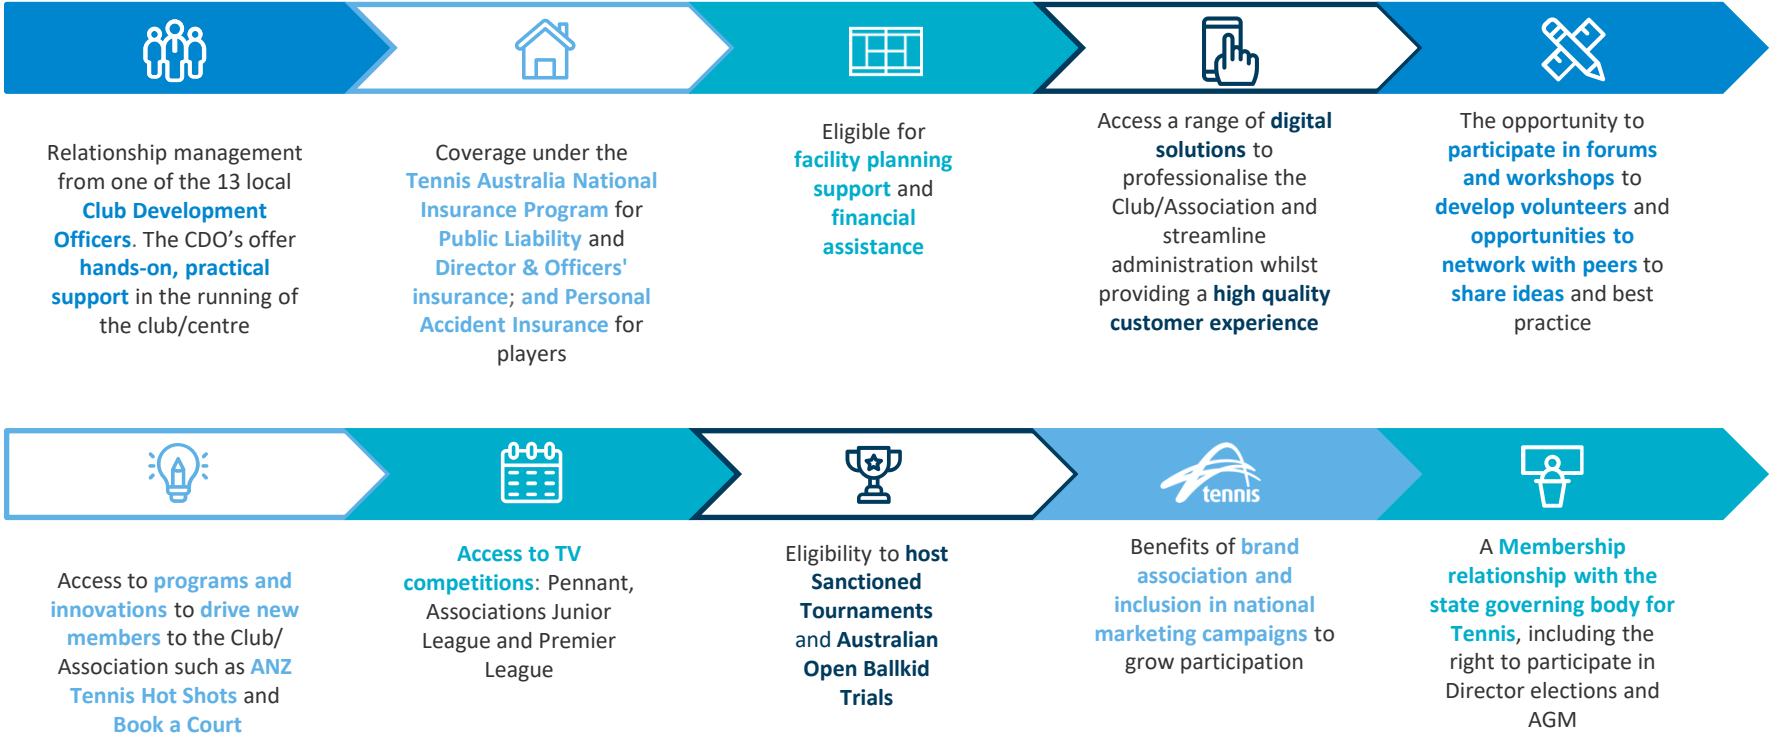 Relationship management
from one of the 13 local
Club Development
Officers. The CDO's offer
hands-on, practical
support in the running of
the club/centre
Coverage under the
Tennis Australia National
Insurance Program for
Public Liability and
Director & Officers'
insurance; and Personal
Accident Insurance for
players
Eligible for
facility planning
support and
financial
assistance
Access a range of digital
solutions to
professionalise the
Club/Association and
streamline
administration whilst
providing a high quality
customer experience
The opportunity to
participate in forums
and workshops to
develop volunteers and
opportunities to
network with peers to
share ideas and best
practice
tennis
Access to programs and
innovations to drive new
members to the Club/
Association such as ANZ
Tennis Hot Shots and
Book a Court
Access to TV
competitions: Pennant,
Associations Junior
League and Premier
League
Eligibility to host
Sanctioned
Tournaments
and Australian
Open Ballkid
Trials
Benefits of brand
association and
inclusion in national
marketing campaigns to
grow participation
A Membership
relationship with the
state governing body for
Tennis, including the
right to participate in
Director elections and
AGM